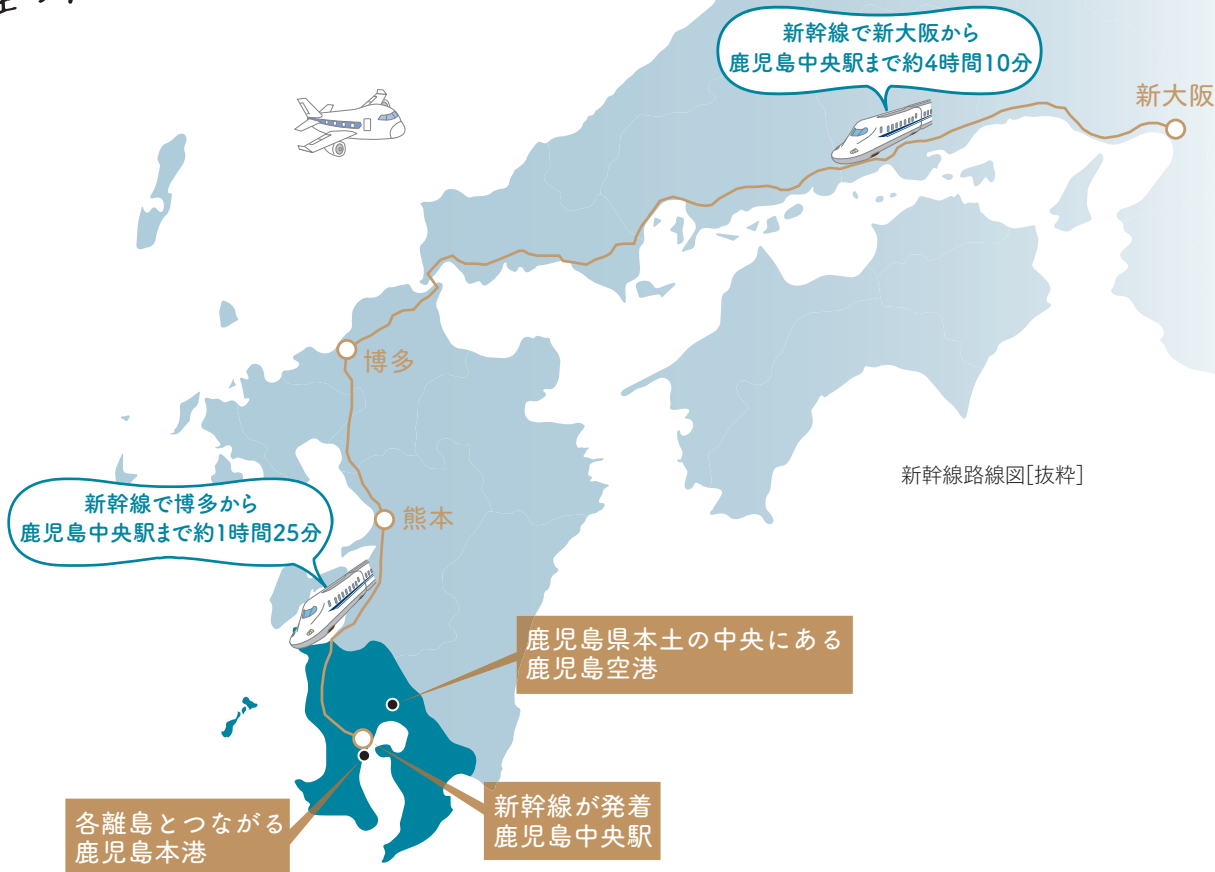 新幹線で新大阪から
鹿児島中央駅まで約4時間10分
新大阪
博多
新幹線路線図[抜粋]
新幹線で博多から
鹿児島中央駅まで約1時間25分
熊本
鹿児島県本土の中央にある
鹿児島空港
各離島とつながる
鹿児島本港
新幹線が発着
鹿児島中央駅